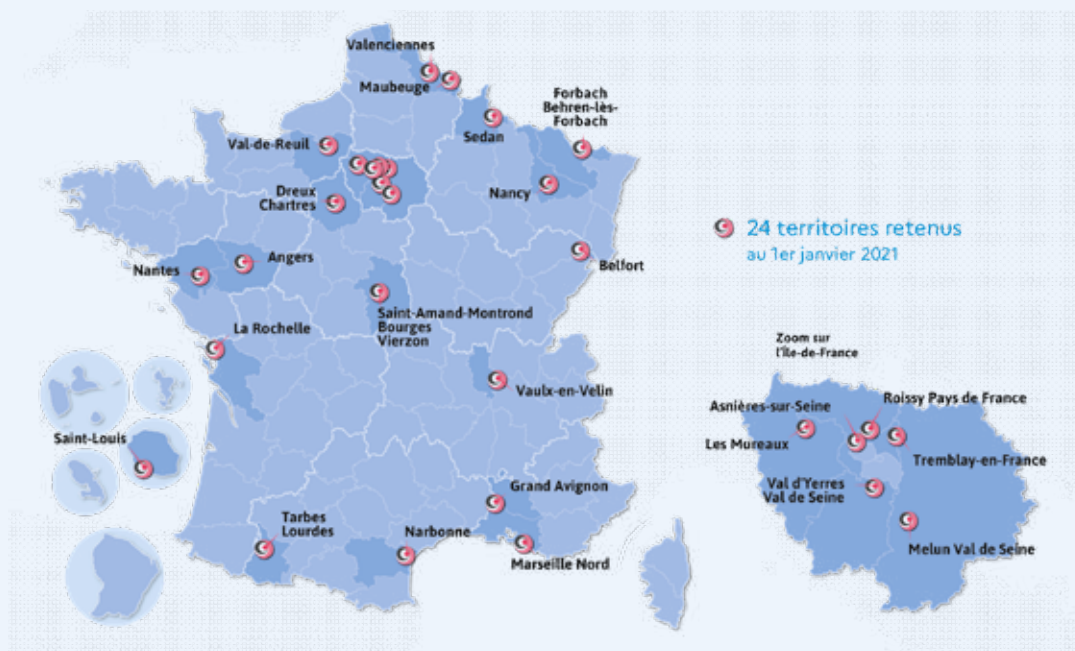 Valenciennes
Maubeuge
Forbach
Behren-lès-
Forbach
Sedan
Val-de-Reuil
Nancy
Dreux
Chartres
24 territoires retenus
au 1er janvier 2021
Angers
Nantes
Belfort
Saint-Amand-Montrond
Bourges
Vierzon
La Rochelle
Zoom sur
l'Île-de-France
Vaulx-en-Velin
Roissy Pays de France
Asnières-sur-Seine
Les Mureaux
Saint-Louis
Tremblay-en-France
Grand Avignon
Val d'Yerres
Val de Seine
Tarbes
Lourdes
Narbonne
Marseille Nord
Melun Val de Seine